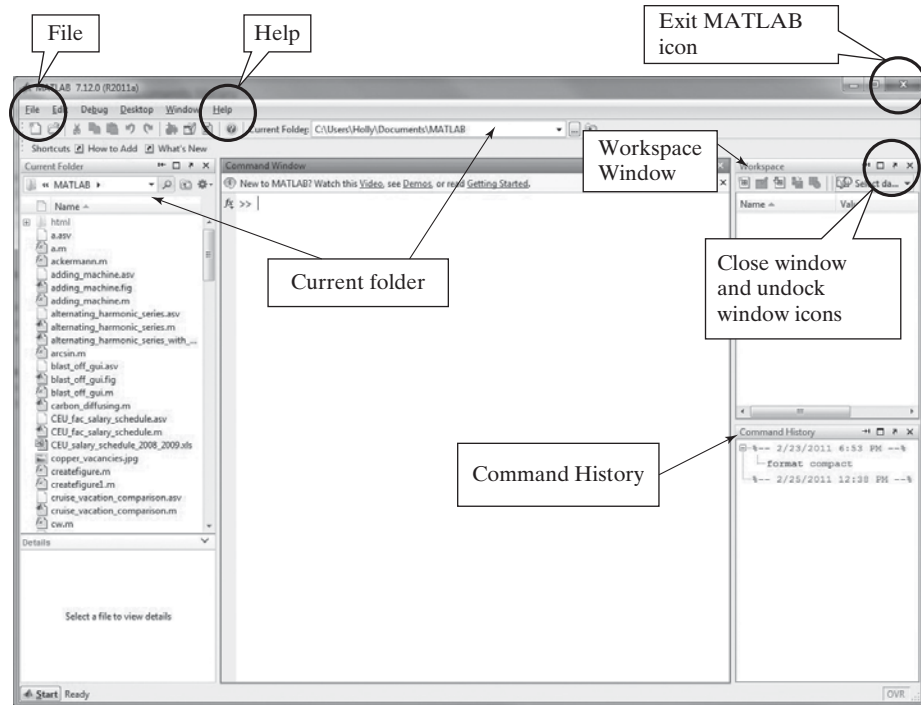 File
Help
Exit MATLAB
icon
MATLAB 7.12.0 (R2011a)
File Edit Debug Desktop Window Help
Current Folder: C:\Users\Holly\Documents\MATLAB
Shortcuts How to Add What's New
Current Folder
« MATLAB
Name
html
a.asv
a.m
ackermann.m
adding_machine.asv
adding_machine.fig
adding_machine.m
alternating_harmonic_series.asv
alternating_harmonic_series.m
alternating_harmonic_series_with_...
arcsin.m
blast_off_gui.asv
blast_off_gui.fig
blast_off_gui.m
carbon_diffusing.m
CEU_fac_salary_schedule.asv
CEU_fac_salary_schedule.m
CEU_salary_schedule_2008_2009.xls
copper_vacancies.jpg
createfigure.m
createfigure1.m
cruise_vacation_comparison.asv
cruise_vacation_comparison.m
cw.m
Details
Select a file to view details
Command Window
New to MATLAB? Watch this Video, see Demos, or read Getting Started.
fx >>
Current folder
Workspace
Window
Workspace
Select da...
Name Value
Close window
and undock
window icons
Command History
Command History
%-- 2/23/2011 6:53 PM --%
format compact
%-- 2/25/2011 12:38 PM --%
Start Ready
OVR